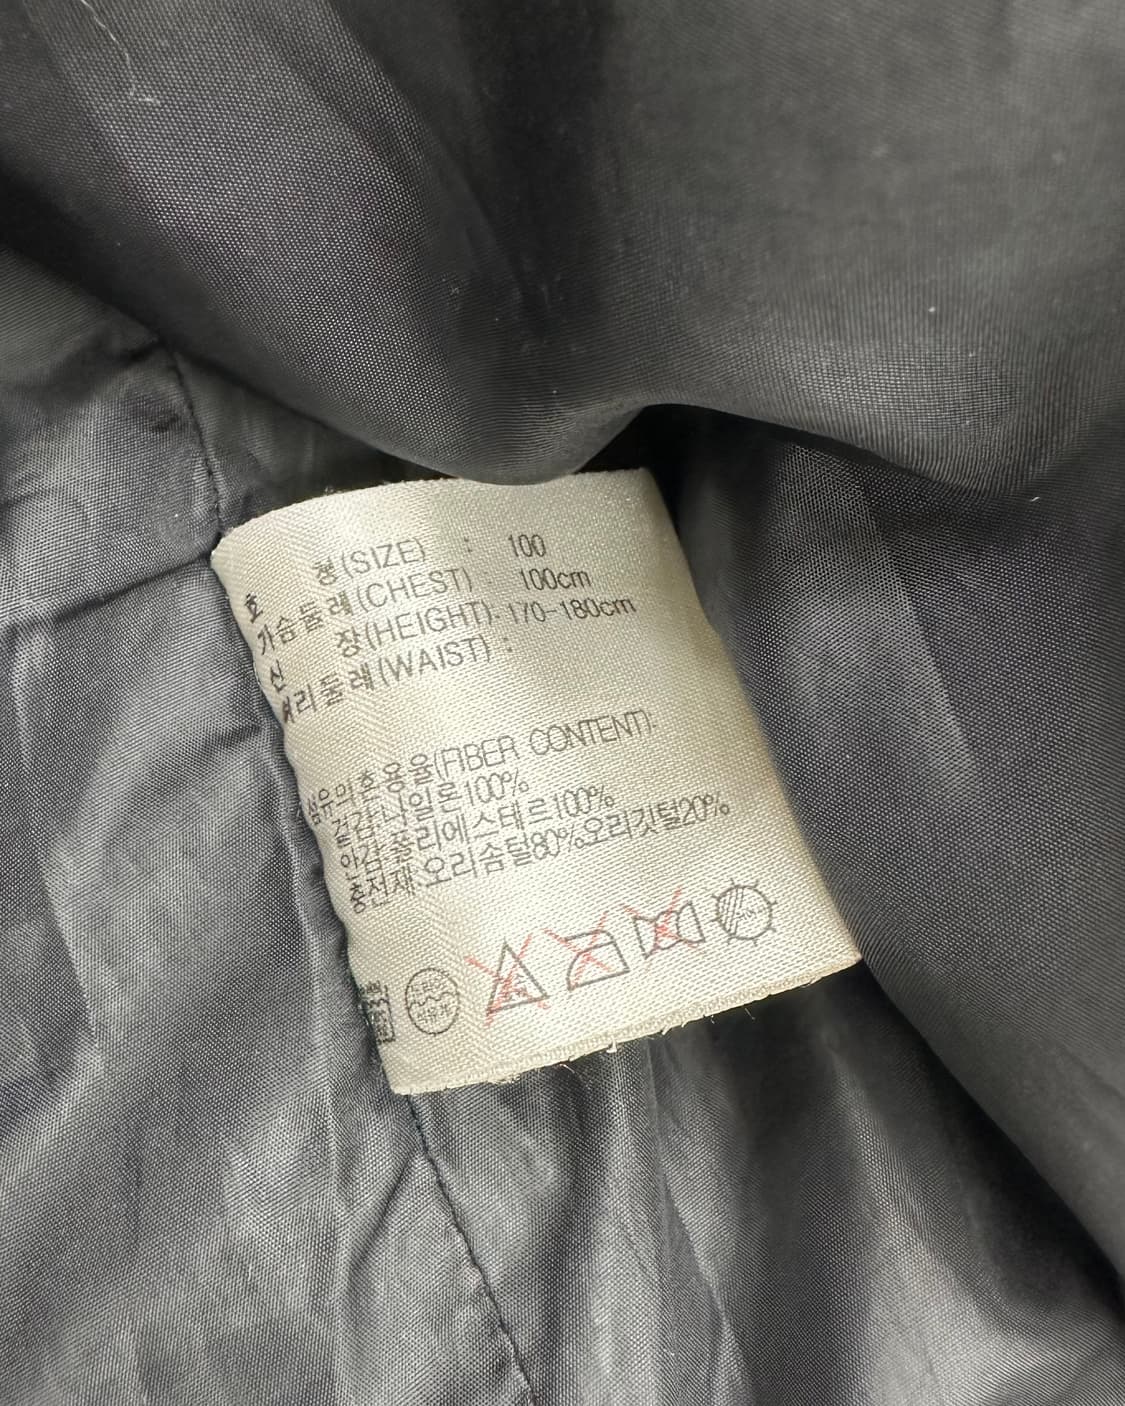 호 청(SIZE) : 100
가슴둘레(CHEST) : 100cm
신 장(HEIGHT): 170-180cm
허리둘레(WAIST) :
섬유의혼용율(FIBER CONTENT):
겉감:나일론100%
안감:폴리에스테르100%
충전재:오리솜털80%오리깃털20%